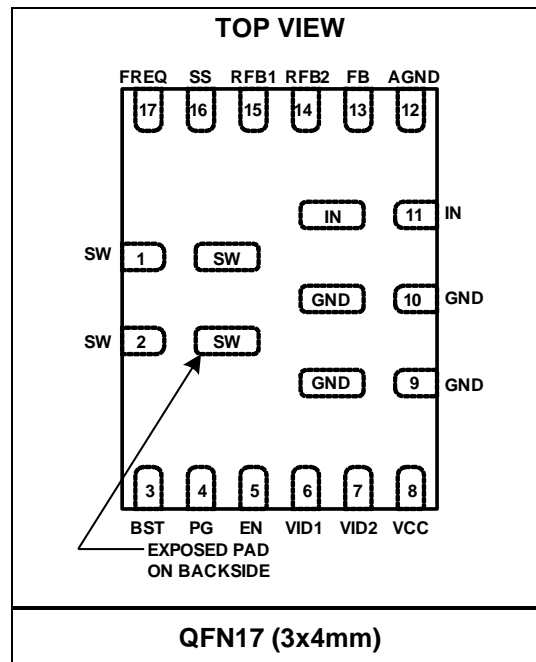 TOP VIEW
FREQ SS RFB1 RFB2 FB AGND
17 16 15 14 13 12
IN 11 IN
SW 1 SW
GND 10 GND
SW 2 SW
GND 9 GND
3 4 5 6 7 8
BST PG EN VID1 VID2 VCC
EXPOSED PAD
ON BACKSIDE
QFN17 (3x4mm)